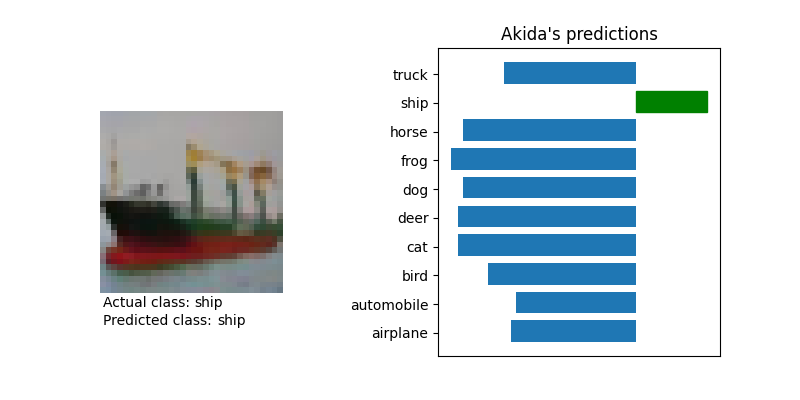 Akida's predictions
truck
ship
horse
frog
dog
deer
cat
bird
automobile
airplane
Actual class: ship
Predicted class: ship